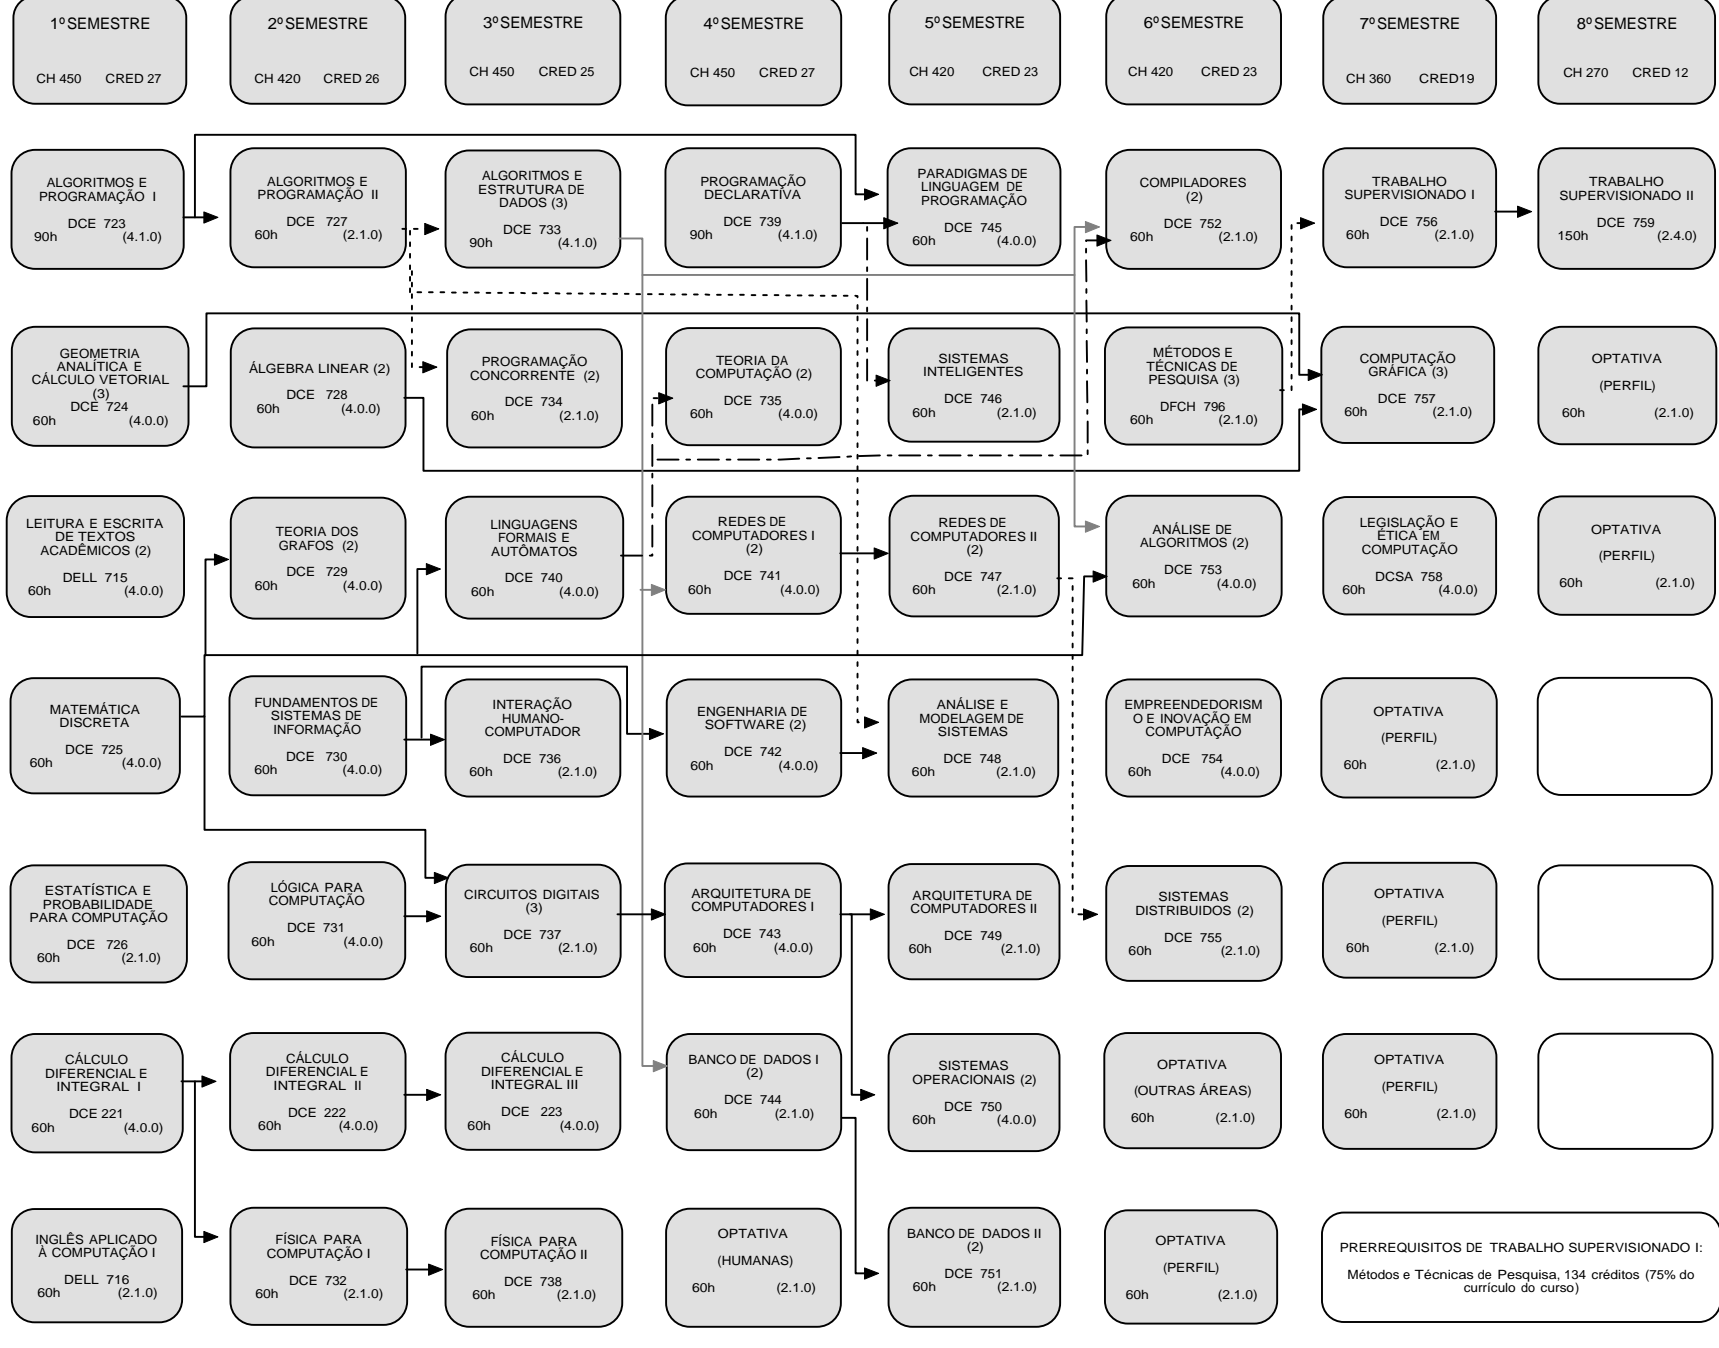 1º SEMESTRE
CH 450 CRED 27
2º SEMESTRE
CH 420 CRED 26
3º SEMESTRE
CH 450 CRED 25
4º SEMESTRE
CH 450 CRED 27
5º SEMESTRE
CH 420 CRED 23
6º SEMESTRE
CH 420 CRED 23
7º SEMESTRE
CH 360 CRED19
8º SEMESTRE
CH 270 CRED 12
ALGORITMOS E
PROGRAMAÇÃO I
DCE 723
90h (4.1.0)
ALGORITMOS E
PROGRAMAÇÃO II
DCE 727
60h (2.1.0)
ALGORITMOS E
ESTRUTURA DE
DADOS (3)
DCE 733
90h (4.1.0)
PROGRAMAÇÃO
DECLARATIVA
DCE 739
90h (4.1.0)
PARADIGMAS DE
LINGUAGEM DE
PROGRAMAÇÃO
DCE 745
60h (4.0.0)
COMPILADORES
(2)
DCE 752
60h (2.1.0)
TRABALHO
SUPERVISIONADO I
DCE 756
60h (2.1.0)
TRABALHO
SUPERVISIONADO II
DCE 759
150h (2.4.0)
GEOMETRIA
ANALÍTICA E
CÁLCULO VETORIAL
(3)
DCE 724
60h (4.0.0)
ÁLGEBRA LINEAR (2)
DCE 728
60h (4.0.0)
PROGRAMAÇÃO
CONCORRENTE (2)
DCE 734
60h (2.1.0)
TEORIA DA
COMPUTAÇÃO (2)
DCE 735
60h (4.0.0)
SISTEMAS
INTELIGENTES
DCE 746
60h (2.1.0)
MÉTODOS E
TÉCNICAS DE
PESQUISA (3)
DFCH 796
60h (2.1.0)
COMPUTAÇÃO
GRÁFICA (3)
DCE 757
60h (2.1.0)
OPTATIVA
(PERFIL)
60h (2.1.0)
LEITURA E ESCRITA
DE TEXTOS
ACADÊMICOS (2)
DELL 715
60h (4.0.0)
TEORIA DOS
GRAFOS (2)
DCE 729
60h (4.0.0)
LINGUAGENS
FORMAIS E
AUTÔMATOS
DCE 740
60h (4.0.0)
REDES DE
COMPUTADORES I
(2)
DCE 741
60h (4.0.0)
REDES DE
COMPUTADORES II
(2)
DCE 747
60h (2.1.0)
ANÁLISE DE
ALGORITMOS (2)
DCE 753
60h (4.0.0)
LEGISLAÇÃO E
ÉTICA EM
COMPUTAÇÃO
DCSA 758
60h (4.0.0)
OPTATIVA
(PERFIL)
60h (2.1.0)
MATEMÁTICA
DISCRETA
DCE 725
60h (4.0.0)
FUNDAMENTOS DE
SISTEMAS DE
INFORMAÇÃO
DCE 730
60h (4.0.0)
INTERAÇÃO
HUMANO-
COMPUTADOR
DCE 736
60h (2.1.0)
ENGENHARIA DE
SOFTWARE (2)
DCE 742
60h (4.0.0)
ANÁLISE E
MODELAGEM DE
SISTEMAS
DCE 748
60h (2.1.0)
EMPREENDEDORISM
O E INOVAÇÃO EM
COMPUTAÇÃO
DCE 754
60h (4.0.0)
OPTATIVA
(PERFIL)
60h (2.1.0)
ESTATÍSTICA E
PROBABILIDADE
PARA COMPUTAÇÃO
DCE 726
60h (2.1.0)
LÓGICA PARA
COMPUTAÇÃO
DCE 731
60h (4.0.0)
CIRCUITOS DIGITAIS
(3)
DCE 737
60h (2.1.0)
ARQUITETURA DE
COMPUTADORES I
DCE 743
60h (4.0.0)
ARQUITETURA DE
COMPUTADORES II
DCE 749
60h (2.1.0)
SISTEMAS
DISTRIBUIDOS (2)
DCE 755
60h (2.1.0)
OPTATIVA
(PERFIL)
60h (2.1.0)
CÁLCULO
DIFERENCIAL E
INTEGRAL I
DCE 221
60h (4.0.0)
CÁLCULO
DIFERENCIAL E
INTEGRAL II
DCE 222
60h (4.0.0)
CÁLCULO
DIFERENCIAL E
INTEGRAL III
DCE 223
60h (4.0.0)
BANCO DE DADOS I
(2)
DCE 744
60h (2.1.0)
SISTEMAS
OPERACIONAIS (2)
DCE 750
60h (4.0.0)
OPTATIVA
(OUTRAS ÁREAS)
60h (2.1.0)
OPTATIVA
(PERFIL)
60h (2.1.0)
INGLÊS APLICADO
À COMPUTAÇÃO I
DELL 716
60h (2.1.0)
FÍSICA PARA
COMPUTAÇÃO I
DCE 732
60h (2.1.0)
FÍSICA PARA
COMPUTAÇÃO II
DCE 738
60h (2.1.0)
OPTATIVA
(HUMANAS)
60h (2.1.0)
BANCO DE DADOS II
(2)
DCE 751
60h (2.1.0)
OPTATIVA
(PERFIL)
60h (2.1.0)
PRERREQUISITOS DE TRABALHO SUPERVISIONADO I:
Métodos e Técnicas de Pesquisa, 134 créditos (75% do
currículo do curso)